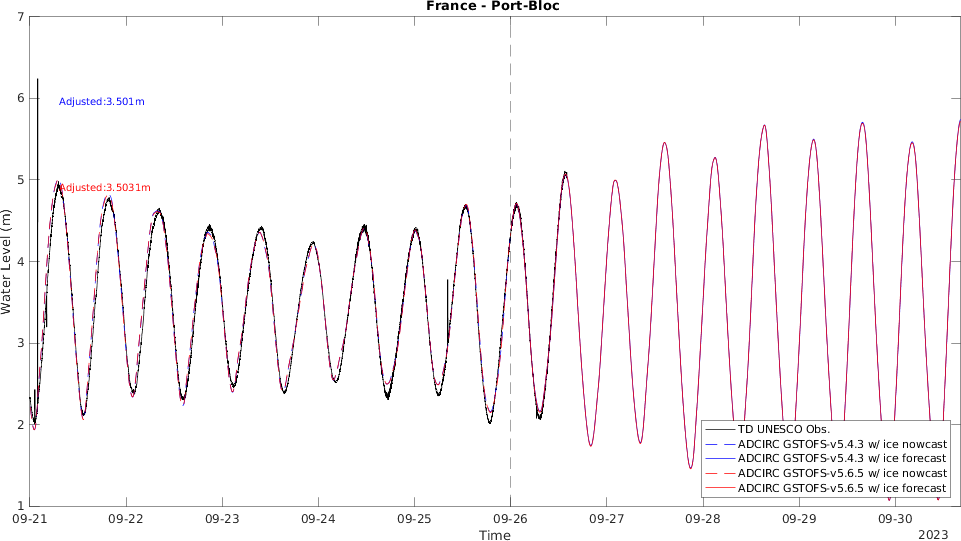 France - Port-Bloc
7
6
5
4
3
2
1
Water Level (m)
Adjusted:3.501m
Adjusted:3.5031m
TD UNESCO Obs.
ADCIRC GSTOFS-v5.4.3 w/ ice nowcast
ADCIRC GSTOFS-v5.4.3 w/ ice forecast
ADCIRC GSTOFS-v5.6.5 w/ ice nowcast
ADCIRC GSTOFS-v5.6.5 w/ ice forecast
09-21 09-22 09-23 09-24 09-25 09-26 09-27 09-28 09-29 09-30
Time
2023